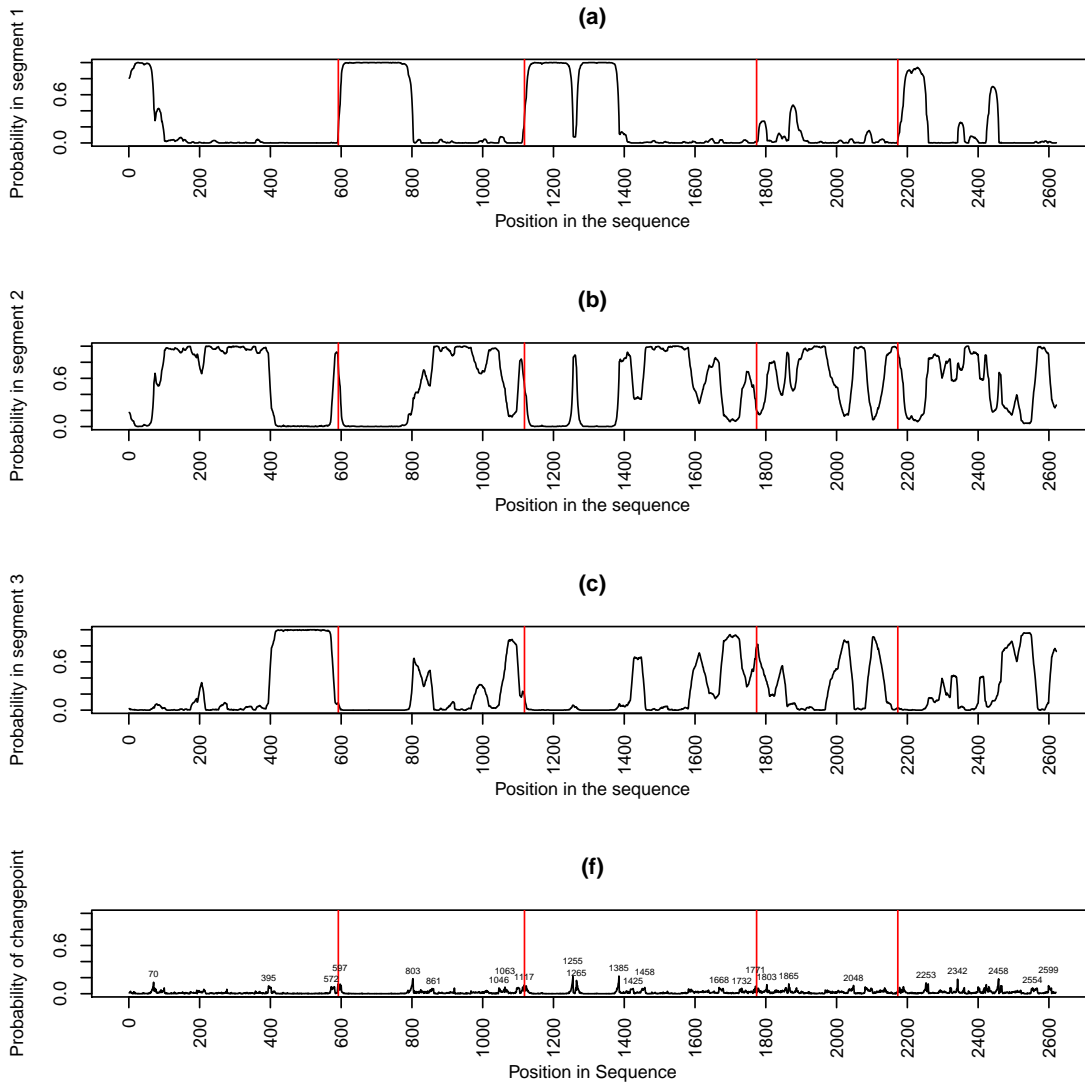 (a)
Probability in segment 1
0.0 0.6
0 200 400 600 800 1000 1200 1400 1600 1800 2000 2200 2400 2600
Position in the sequence
(b)
Probability in segment 2
0.0 0.6
0 200 400 600 800 1000 1200 1400 1600 1800 2000 2200 2400 2600
Position in the sequence
(c)
Probability in segment 3
0.0 0.6
0 200 400 600 800 1000 1200 1400 1600 1800 2000 2200 2400 2600
Position in the sequence
(f)
Probability of changepoint
0.0 0.6
70 395 572 597 803 861 1046 1063 1117 1255 1265 1385 1425 1458 1668 1732 1771 1803 1865 2048 2253 2342 2458 2554 2599
0 200 400 600 800 1000 1200 1400 1600 1800 2000 2200 2400 2600
Position in Sequence